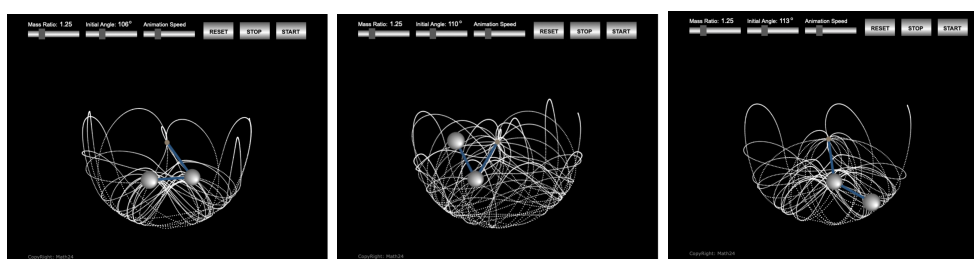 Mass Ratio: 1.25 Initial Angle: 106° Animation Speed RESET STOP START
CopyRight: Math24
Mass Ratio: 1.25 Initial Angle: 110° Animation Speed RESET STOP START
CopyRight: Math24
Mass Ratio: 1.25 Initial Angle: 113° Animation Speed RESET STOP START
CopyRight: Math24